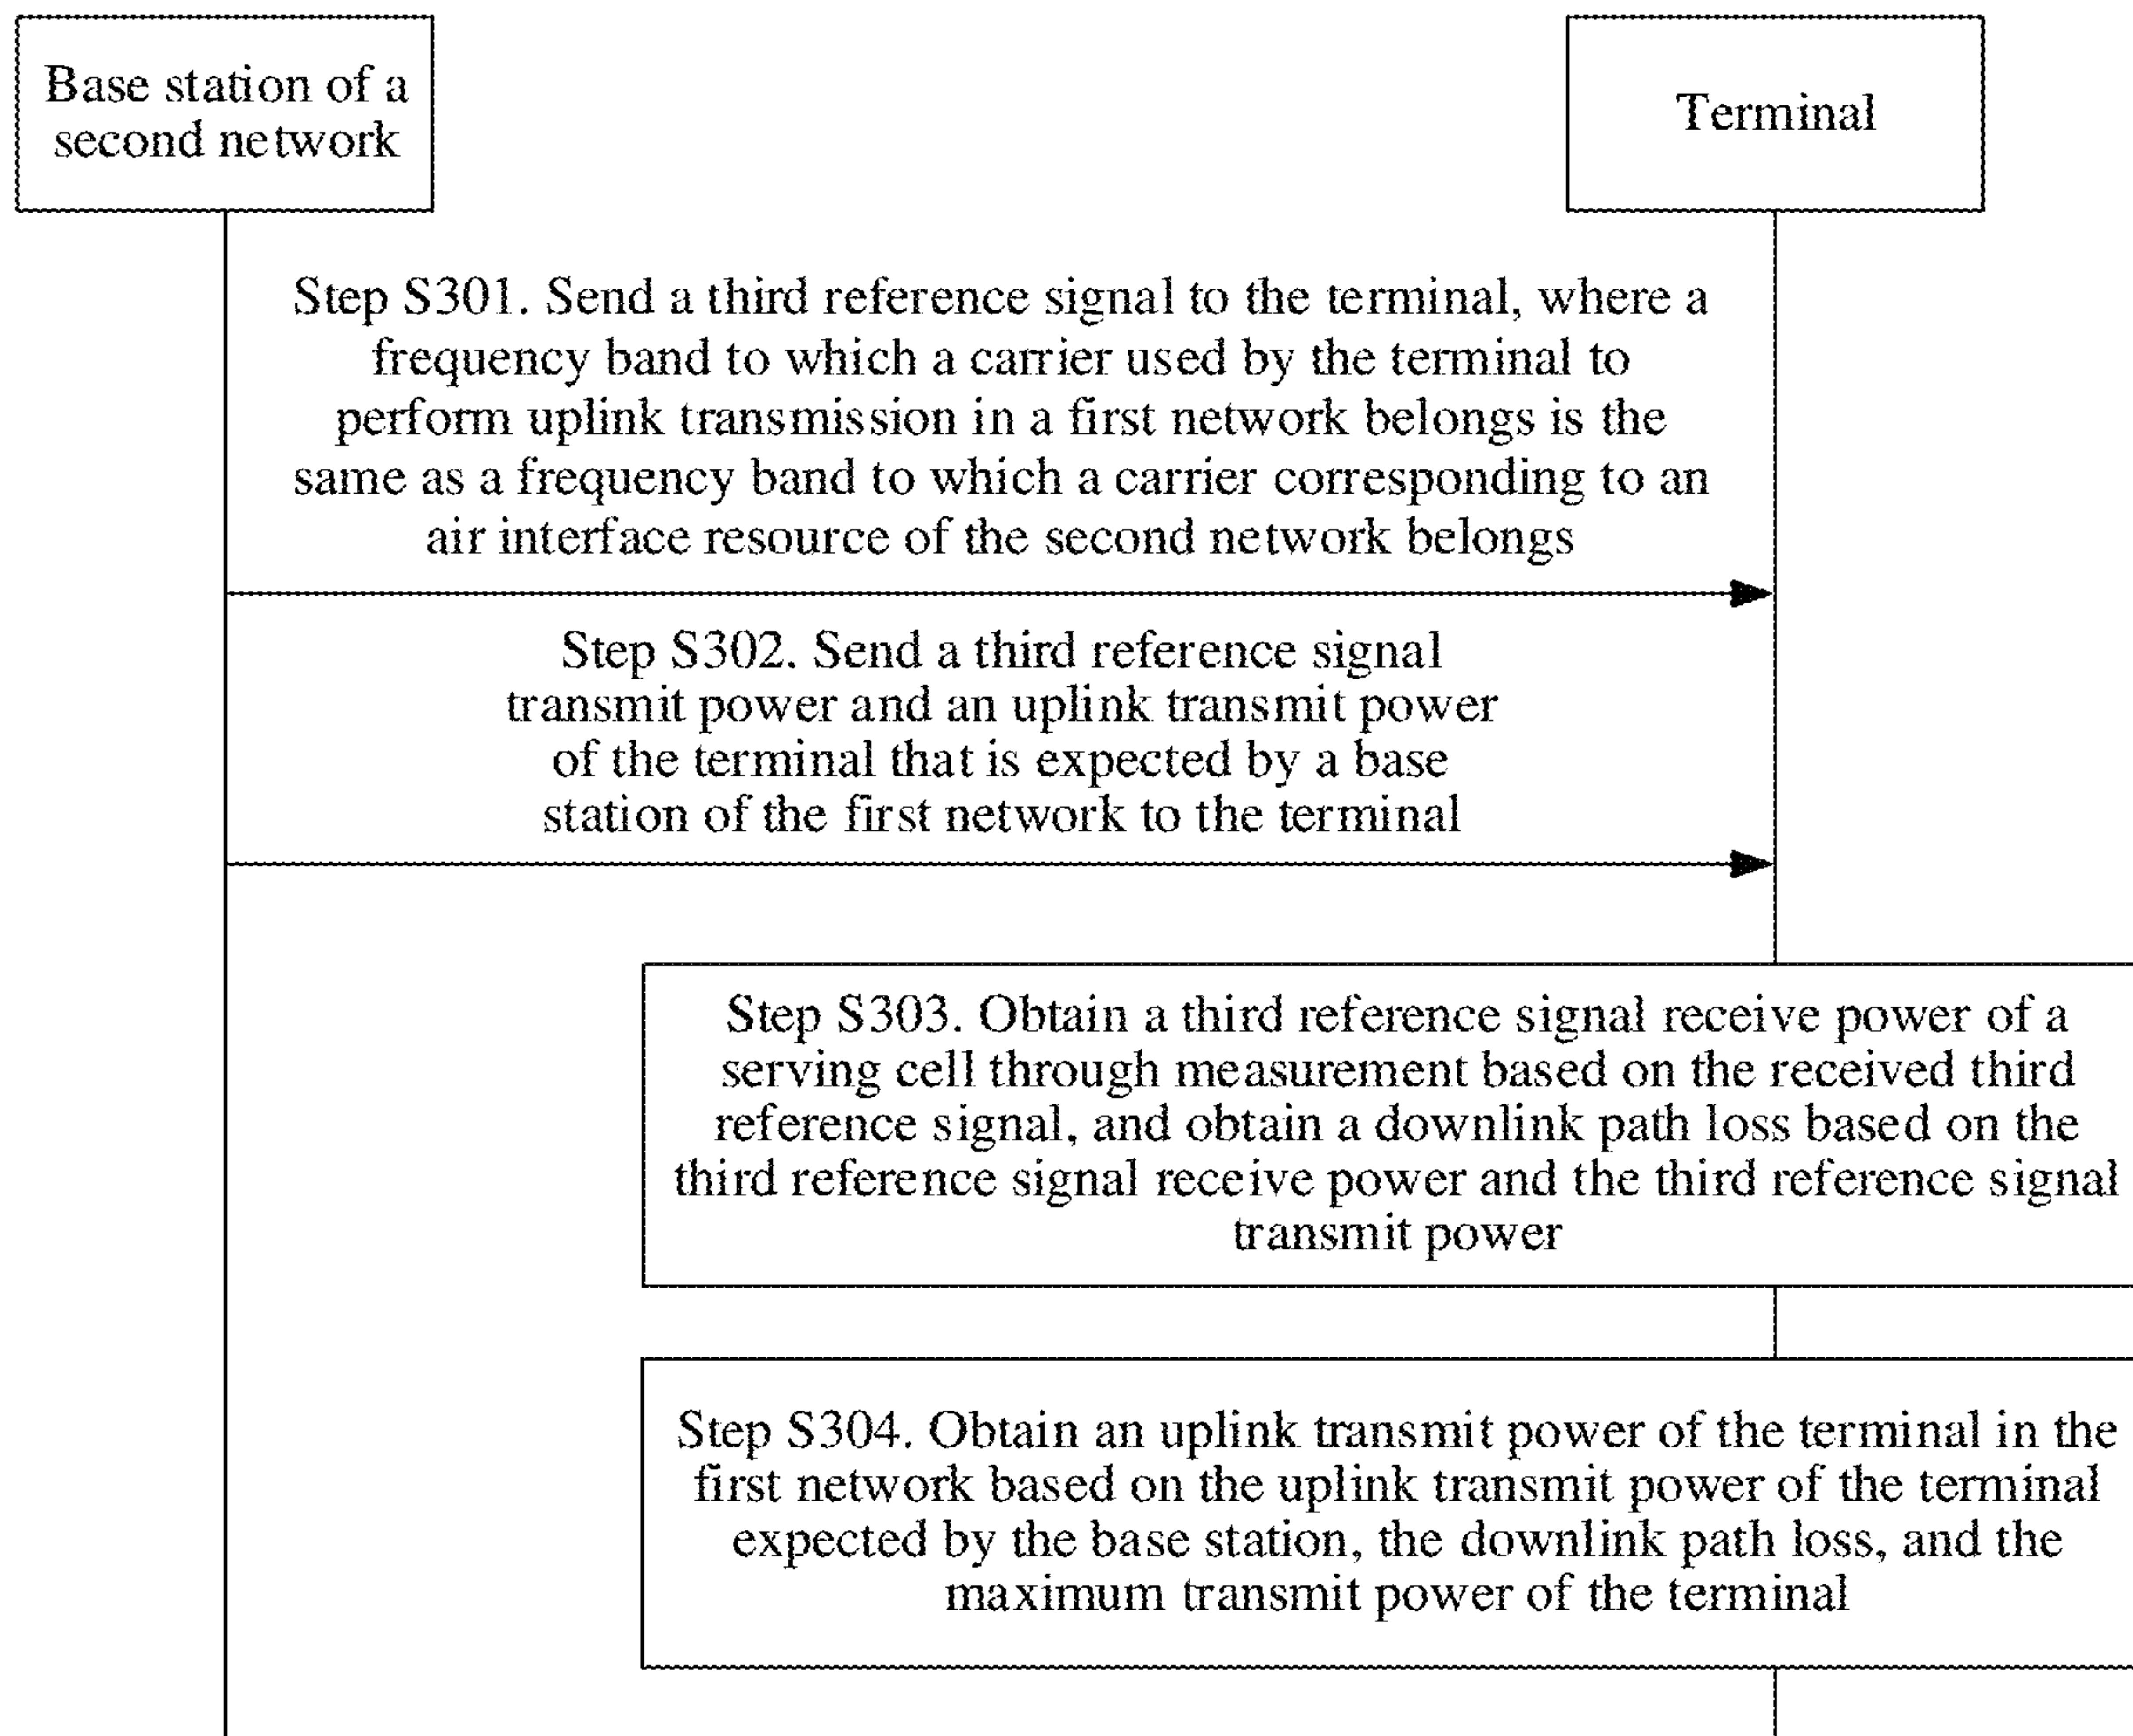 Base station of a
second network
Terminal
Step S301. Send a third reference signal to the terminal, where a
frequency band to which a carrier used by the terminal to
perform uplink transmission in a first network belongs is the
same as a frequency band to which a carrier corresponding to an
air interface resource of the second network belongs
Step S302. Send a third reference signal
transmit power and an uplink transmit power
of the terminal that is expected by a base
station of the first network to the terminal
Step S303. Obtain a third reference signal receive power of a
serving cell through measurement based on the received third
reference signal, and obtain a downlink path loss based on the
third reference signal receive power and the third reference signal
transmit power
Step S304. Obtain an uplink transmit power of the terminal in the
first network based on the uplink transmit power of the terminal
expected by the base station, the downlink path loss, and the
maximum transmit power of the terminal